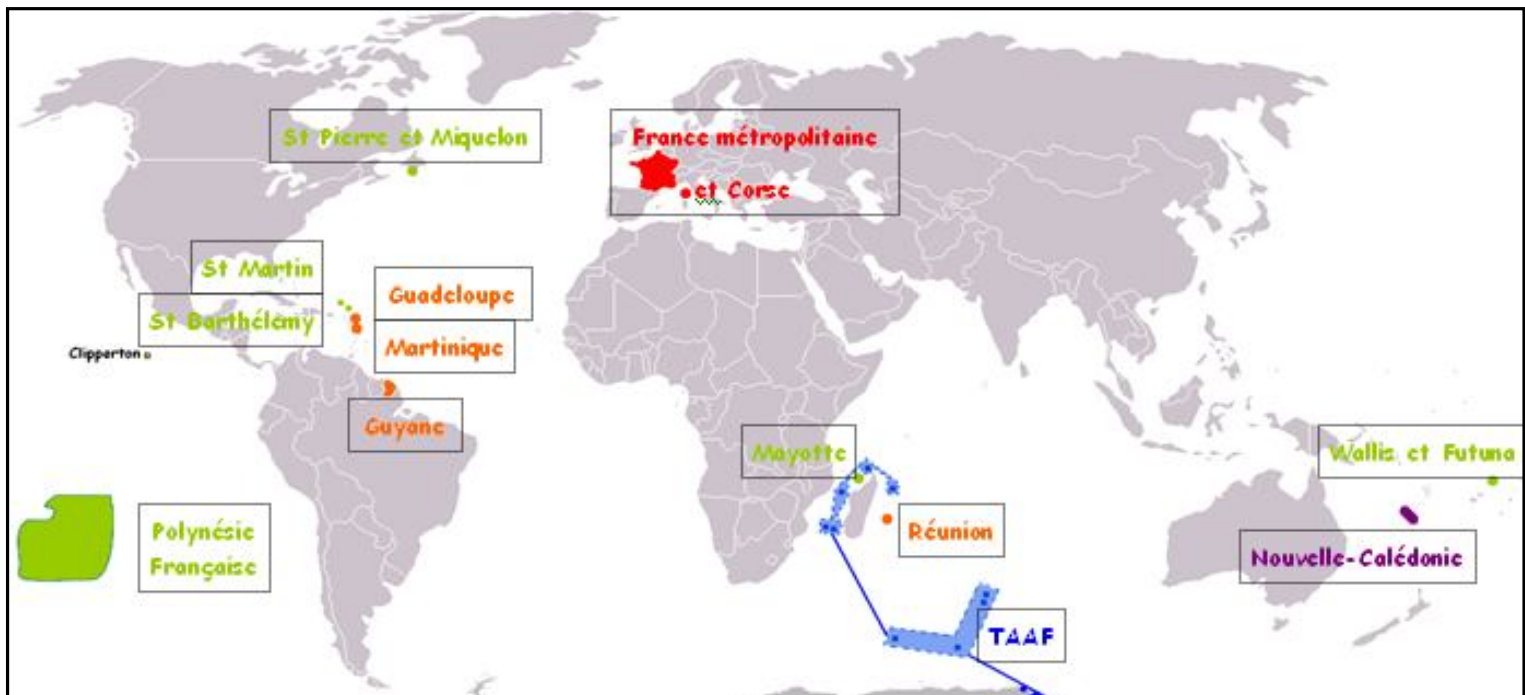 St Pierre et Miquelon
France métropolitaine
et Corse
St Martin
Guadeloupe
St Barthélemy
Martinique
Clipperton
Guyane
Mayotte
Wallis et Futuna
Polynésie
Française
Réunion
Nouvelle-Calédonie
TAAF